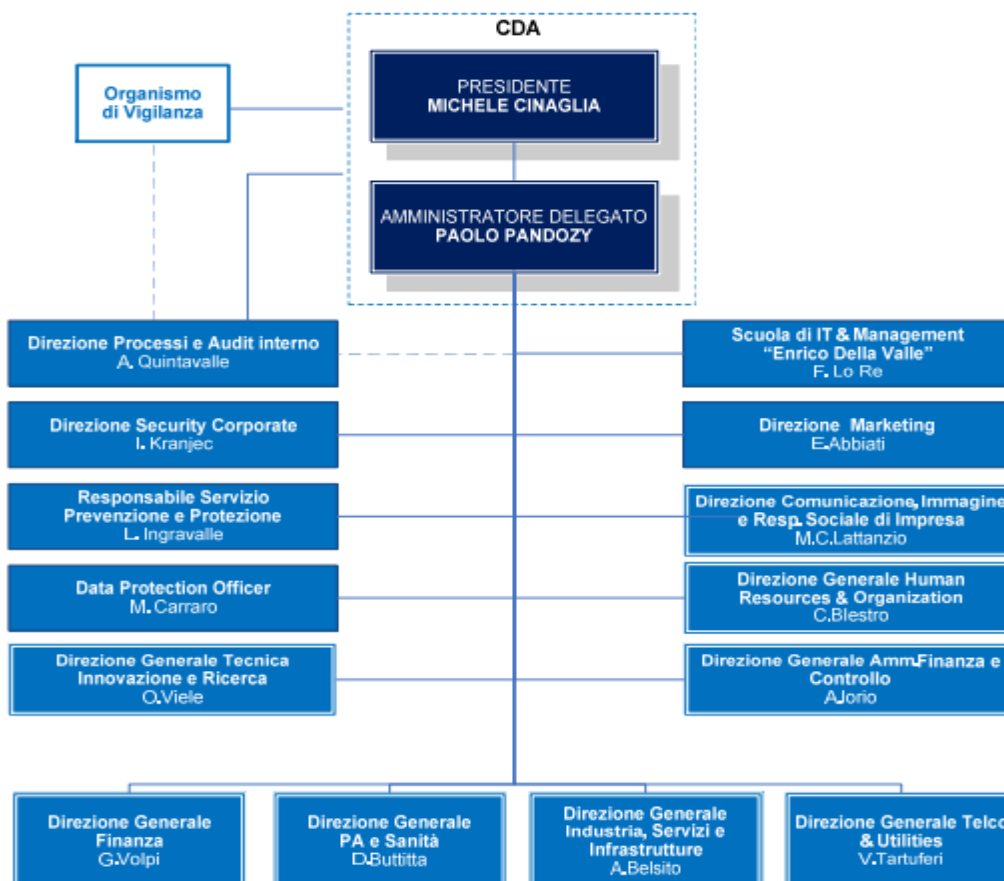 CDA
PRESIDENTE
MICHELE CINAGLIA
Organismo
di Vigilanza
AMMINISTRATORE DELEGATO
PAOLO PANDOZY
Direzione Processi e Audit interno
A. Quintavalle
Scuola di IT & Management
“Enrico Della Valle”
F. Lo Re
Direzione Security Corporate
I. Kranjec
Direzione Marketing
E.Abbiati
Responsabile Servizio
Prevenzione e Protezione
L. Ingravalle
Direzione Comunicazione, Immagine
e Resp. Sociale di Impresa
M.C.Lattanzio
Data Protection Officer
M. Carraro
Direzione Generale Human
Resources & Organization
C.Blestro
Direzione Generale Tecnica
Innovazione e Ricerca
O.Viele
Direzione Generale Amm.Finanza e
Controllo
A.Iorio
Direzione Generale
Finanza
G.Volpi
Direzione Generale
PA e Sanità
D.Buttitta
Direzione Generale
Industria, Servizi e
Infrastrutture
A.Belsito
Direzione Generale Telco
& Utilities
V.Tartuferi